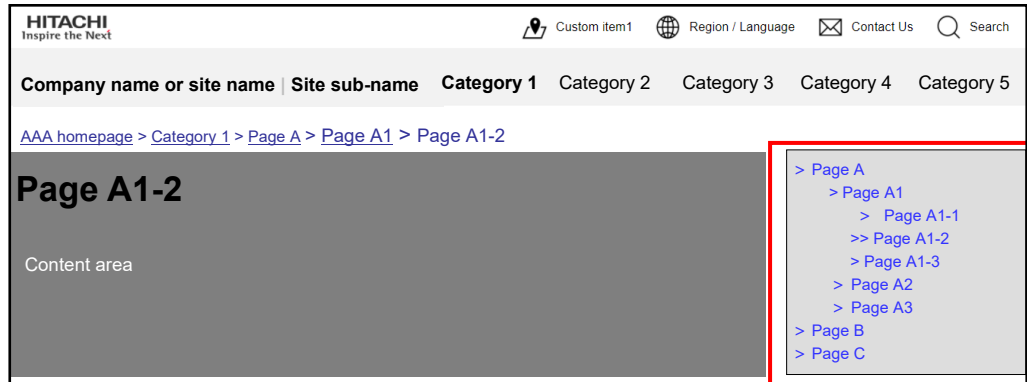 HITACHI
Inspire the Next
Custom item1 Region / Language Contact Us Search
Company name or site name | Site sub-name Category 1 Category 2 Category 3 Category 4 Category 5
AAA homepage > Category 1 > Page A > Page A1 > Page A1-2
Page A1-2
Content area
> Page A
> Page A1
> Page A1-1
>> Page A1-2
> Page A1-3
> Page A2
> Page A3
> Page B
> Page C